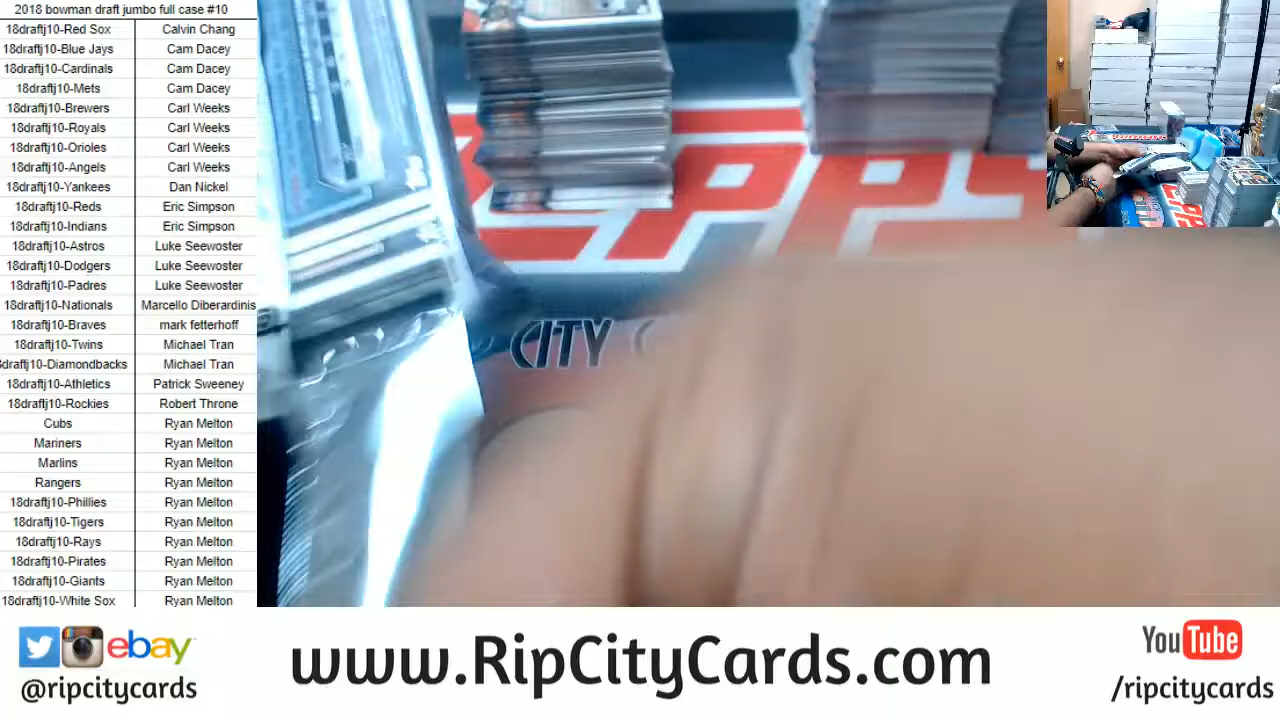 2018 bowman draft jumbo full case #10
18draftj10-Red Sox Calvin Chang
18draftj10-Blue Jays Cam Dacey
18draftj10-Cardinals Cam Dacey
18draftj10-Mets Cam Dacey
18draftj10-Brewers Carl Weeks
18draftj10-Royals Carl Weeks
18draftj10-Orioles Carl Weeks
18draftj10-Angels Carl Weeks
18draftj10-Yankees Dan Nickel
18draftj10-Reds Eric Simpson
18draftj10-Indians Eric Simpson
18draftj10-Astros Luke Seewoster
18draftj10-Dodgers Luke Seewoster
18draftj10-Padres Luke Seewoster
18draftj10-Nationals Marcello Diberardinis
18draftj10-Braves mark fetterhoff
18draftj10-Twins Michael Tran
draftj10-Diamondbacks Michael Tran
18draftj10-Athletics Patrick Sweeney
18draftj10-Rockies Robert Throne
Cubs Ryan Melton
Mariners Ryan Melton
Marlins Ryan Melton
Rangers Ryan Melton
18draftj10-Phillies Ryan Melton
18draftj10-Tigers Ryan Melton
18draftj10-Rays Ryan Melton
18draftj10-Pirates Ryan Melton
18draftj10-Giants Ryan Melton
18draftj10-White Sox Ryan Melton
CITY
ebay
@ripcitycards
www.RipCityCards.com
YouTube
/ripcitycards